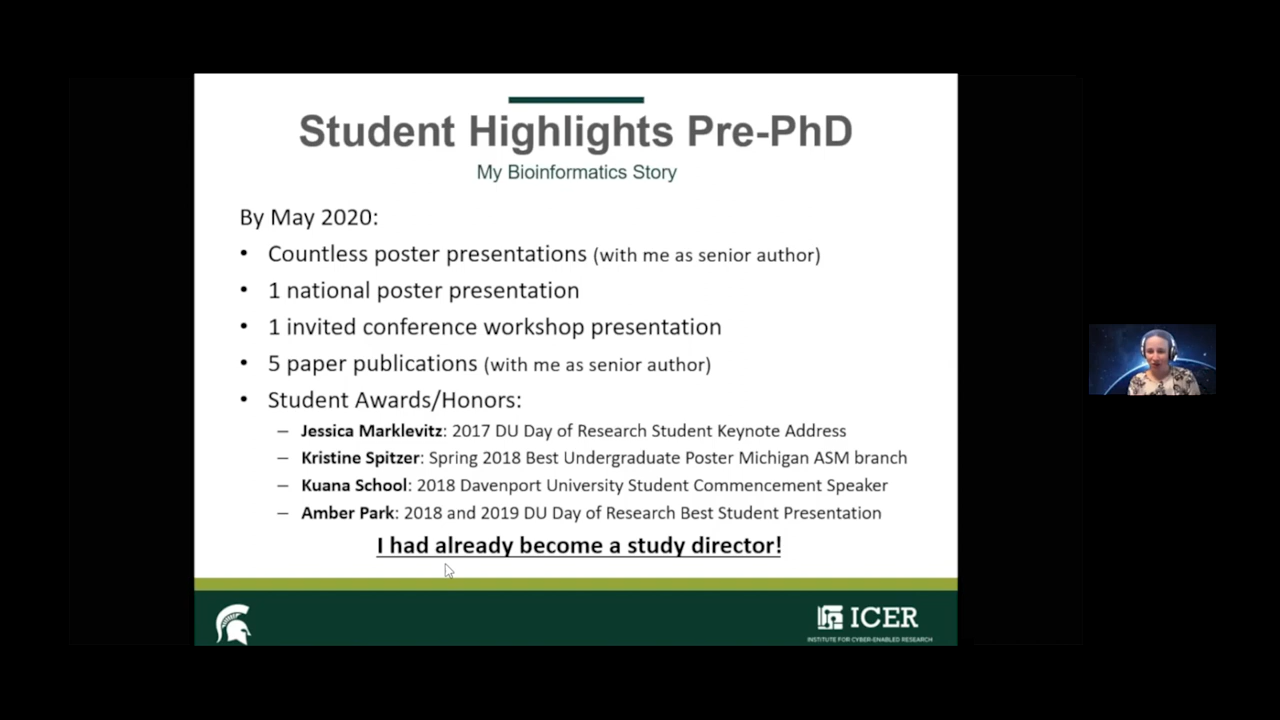 Student Highlights Pre-PhD
My Bioinformatics Story
By May 2020:
• Countless poster presentations (with me as senior author)
• 1 national poster presentation
• 1 invited conference workshop presentation
• 5 paper publications (with me as senior author)
• Student Awards/Honors:
– Jessica Marklevitz: 2017 DU Day of Research Student Keynote Address
– Kristine Spitzer: Spring 2018 Best Undergraduate Poster Michigan ASM branch
– Kuana School: 2018 Davenport University Student Commencement Speaker
– Amber Park: 2018 and 2019 DU Day of Research Best Student Presentation
I had already become a study director!
ICER
INSTITUTE FOR CYBER-ENABLED RESEARCH